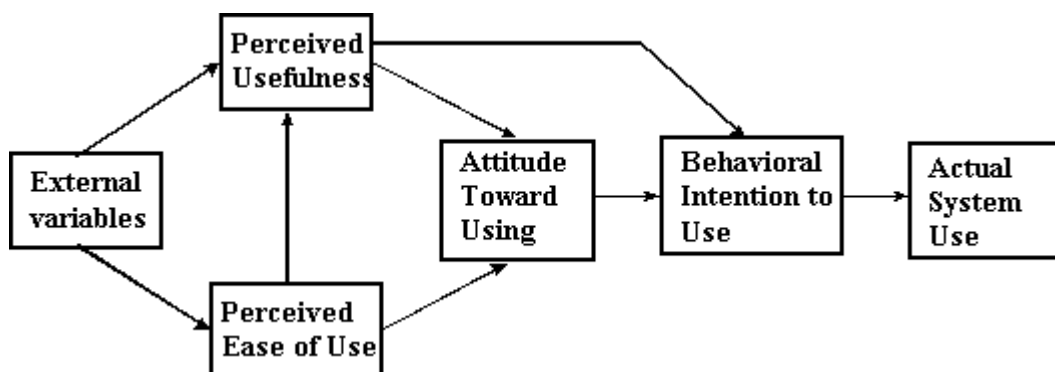 Perceived
Usefulness
External
variables
Perceived
Ease of Use
Attitude
Toward
Using
Behavioral
Intention to
Use
Actual
System
Use